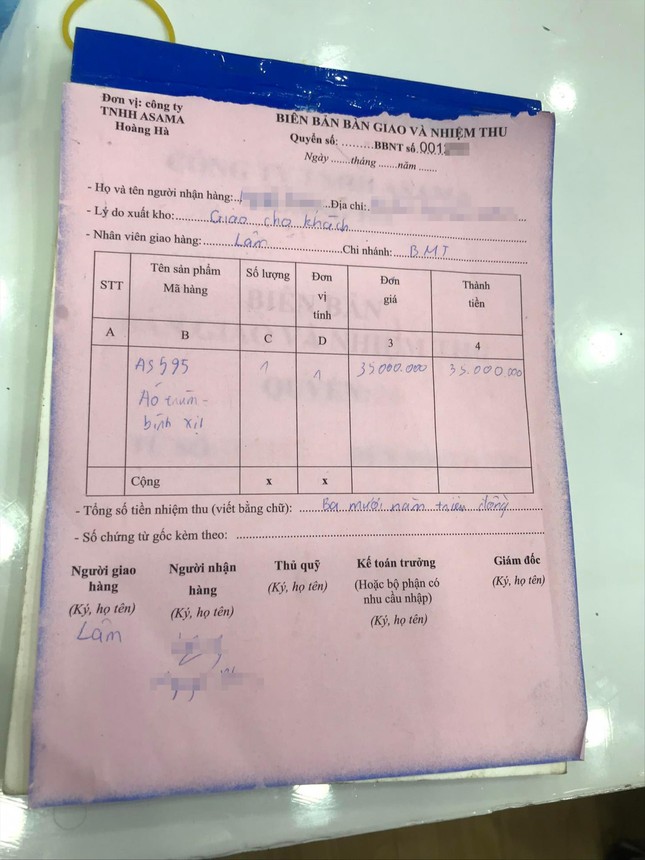 Đơn vị: công ty
TNHH ASAMA
Hoàng Hà
BIÊN BẢN BÀN GIAO VÀ NHIỆM THU
Quyển số: .........BBNT số.001
Ngày .......tháng .......năm .......
- Họ và tên người nhận hàng: Địa chỉ:
- Lý do xuất kho: Giao cho khách
- Nhân viên giao hàng: Lâm Chi nhánh: BMT
STT Tên sản phẩm Mã hàng Số lượng Đơn vị tính Đơn giá Thành tiền
A B C D 3 4
AS595 1 1 35000.000 35.000.000
Áo trùm -
bình xịt
Cộng x x
- Tổng số tiền nhiệm thu (viết bằng chữ): Ba mươi năm triệu đồng
- Số chứng từ gốc kèm theo:
Người giao hàng Người nhận hàng Thủ quỹ Kế toán trưởng Giám đốc
(Ký, họ tên) (Ký, họ tên) (Ký, họ tên) (Hoặc bộ phận có nhu cầu nhập) (Ký, họ tên)
(Ký, họ tên)
Lâm